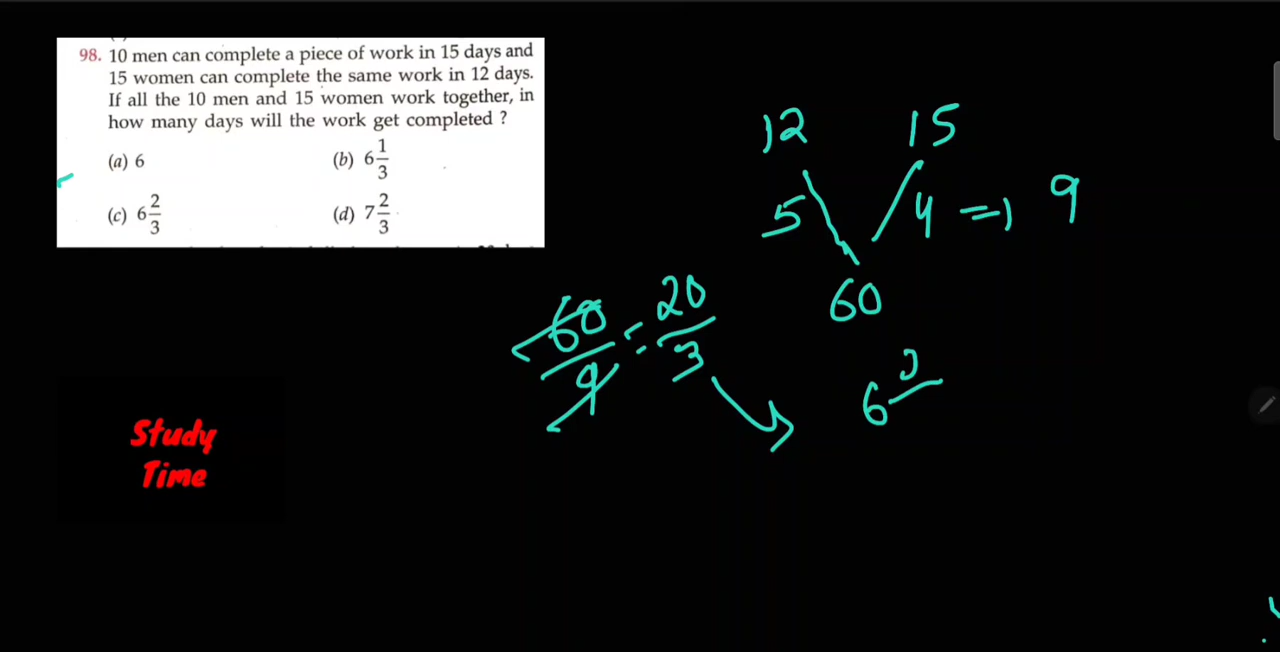 98. 10 men can complete a piece of work in 15 days and
15 women can complete the same work in 12 days.
If all the 10 men and 15 women work together, in
how many days will the work get completed ?
(a) 6 (b) 6 1/3
(c) 6 2/3 (d) 7 2/3
12 15
5 4 => 9
60
60/9 = 20/3
6
Study
Time